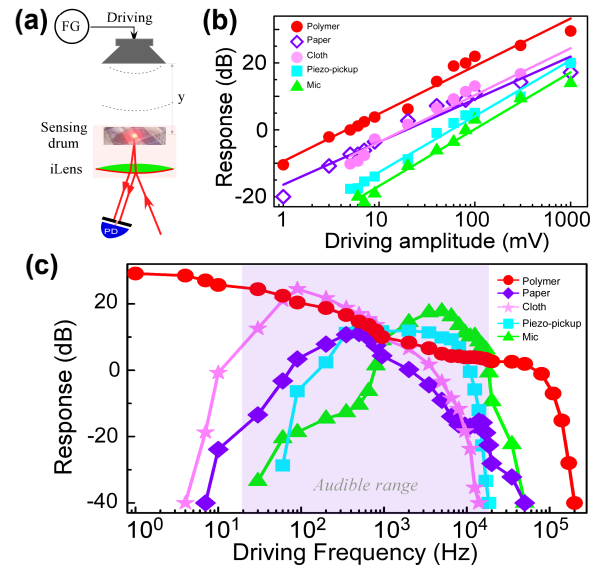 (a)
FG
Driving
y
Sensing
drum
iLens
PD
(b)
Response (dB)
20
0
-20
1
10
100
1000
Driving amplitude (mV)
Polymer
Paper
Cloth
Piezo-pickup
Mic
(c)
Response (dB)
20
0
-20
-40
10^0
10^1
10^2
10^3
10^4
10^5
Driving Frequency (Hz)
Audible range
Polymer
Paper
Cloth
Piezo-pickup
Mic